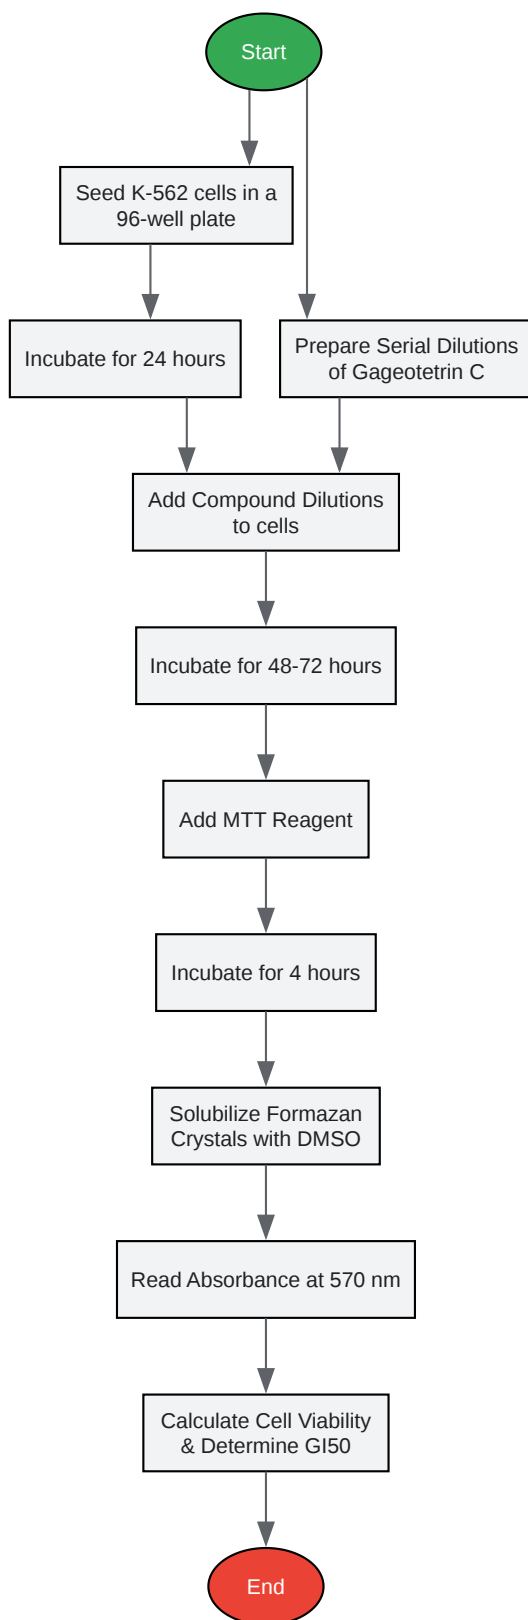 Start
Seed K-562 cells in a
96-well plate
Incubate for 24 hours
Prepare Serial Dilutions
of Gageotetrin C
Add Compound Dilutions
to cells
Incubate for 48-72 hours
Add MTT Reagent
Incubate for 4 hours
Solubilize Formazan
Crystals with DMSO
Read Absorbance at 570 nm
Calculate Cell Viability
& Determine GI50
End